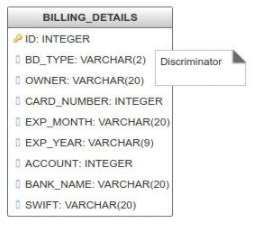 BILLING_DETAILS
ID: INTEGER
BD_TYPE: VARCHAR(2)
Discriminator
OWNER: VARCHAR(20)
CARD_NUMBER: INTEGER
EXP_MONTH: VARCHAR(20)
EXP_YEAR: VARCHAR(9)
ACCOUNT: INTEGER
BANK_NAME: VARCHAR(20)
SWIFT: VARCHAR(20)